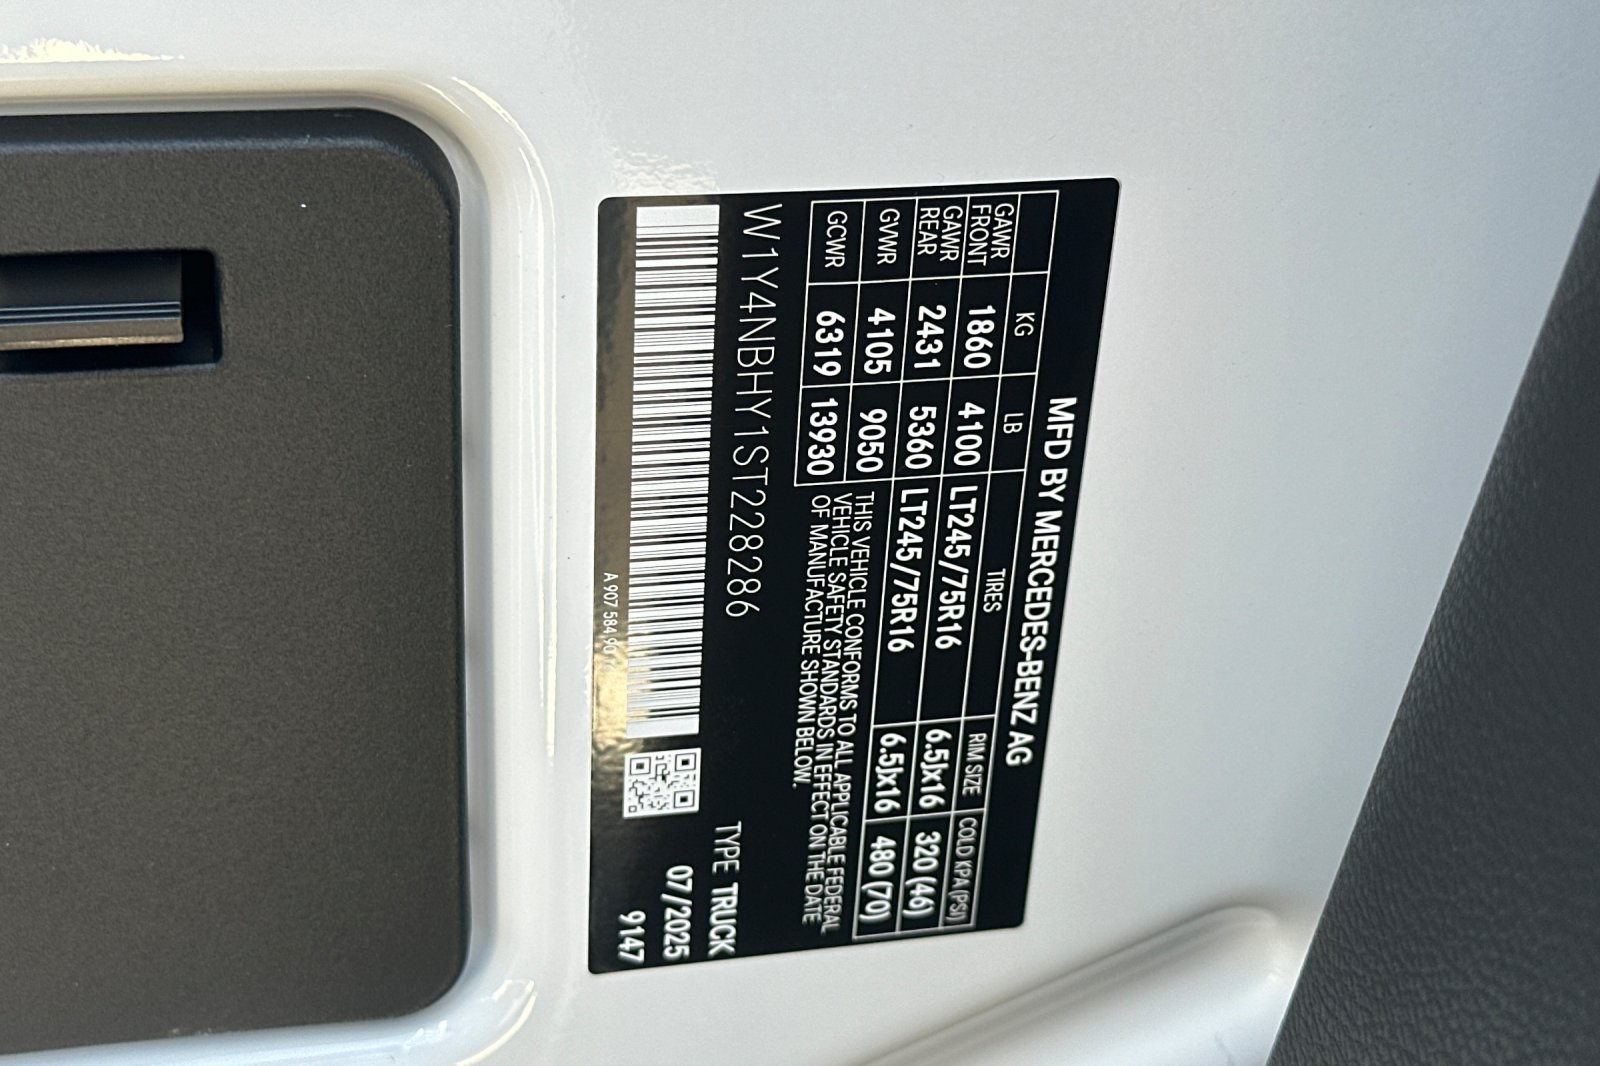 MFD BY MERCEDES-BENZ AG
KG LB TIRES RIM SIZE COLD KPA (PSI)
GAWR FRONT 1860 4100 LT245/75R16 6.5Jx16 320 (46)
GAWR REAR 2431 5360 LT245/75R16 6.5Jx16 480 (70)
GVWR 4105 9050
GCWR 6319 13930
THIS VEHICLE CONFORMS TO ALL APPLICABLE FEDERAL
VEHICLE SAFETY STANDARDS IN EFFECT ON THE DATE
OF MANUFACTURE SHOWN BELOW.
W1Y4NBHY1ST228286
TYPE TRUCK
07/2025
9147
A 907 584 90